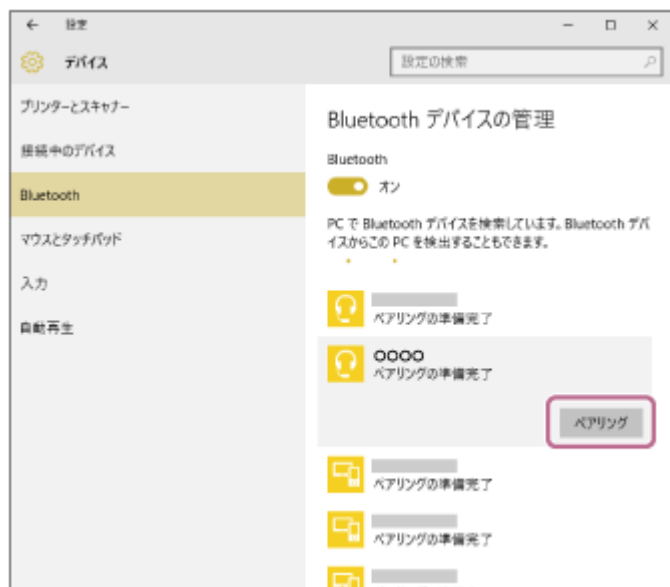 設定
デバイス
設定の検索
プリンターとスキャナー
接続中のデバイス
Bluetooth
マウスとタッチパッド
入力
自動再生
Bluetooth デバイスの管理
Bluetooth
オン
PC で Bluetooth デバイスを検索しています。Bluetooth デバ
イスからこの PC を検出することもできます。
ペアリングの準備完了
○○○○
ペアリングの準備完了
ペアリング
ペアリングの準備完了
ペアリングの準備完了